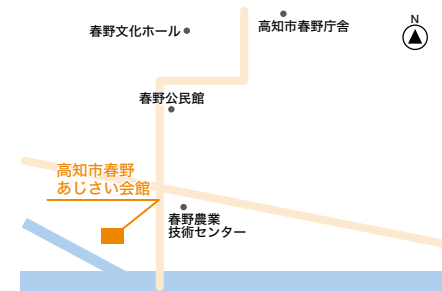 高知市春野庁舎
N
春野文化ホール
春野公民館
高知市春野
あじさい会館
春野農業
技術センター